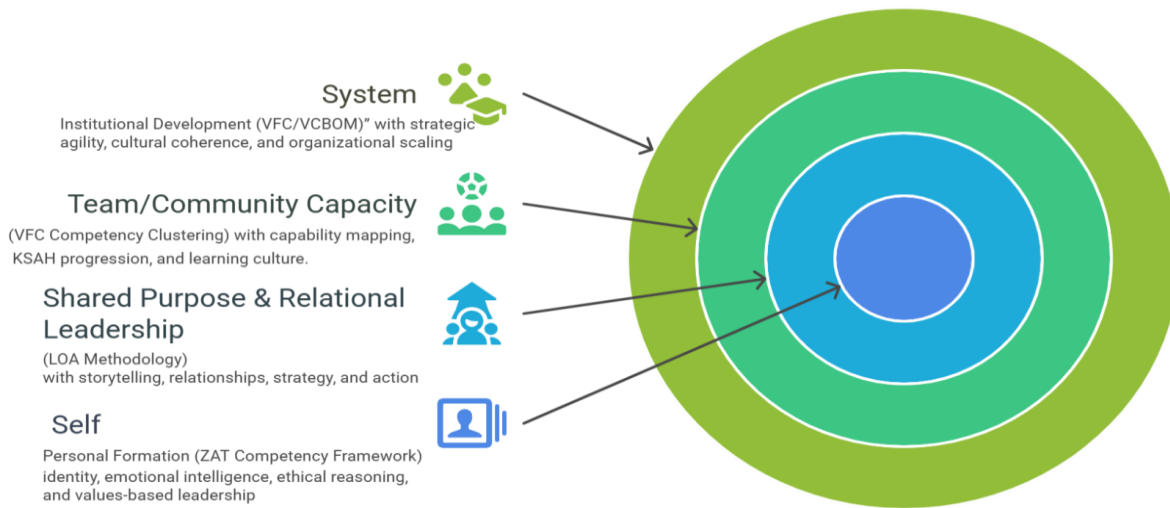 System
Institutional Development (VFC/VCBOM)” with strategic
agility, cultural coherence, and organizational scaling
Team/Community Capacity
(VFC Competency Clustering) with capability mapping,
KSAH progression, and learning culture.
Shared Purpose & Relational
Leadership
(LOA Methodology)
with storytelling, relationships, strategy, and action
Self
Personal Formation (ZAT Competency Framework)
identity, emotional intelligence, ethical reasoning,
and values-based leadership